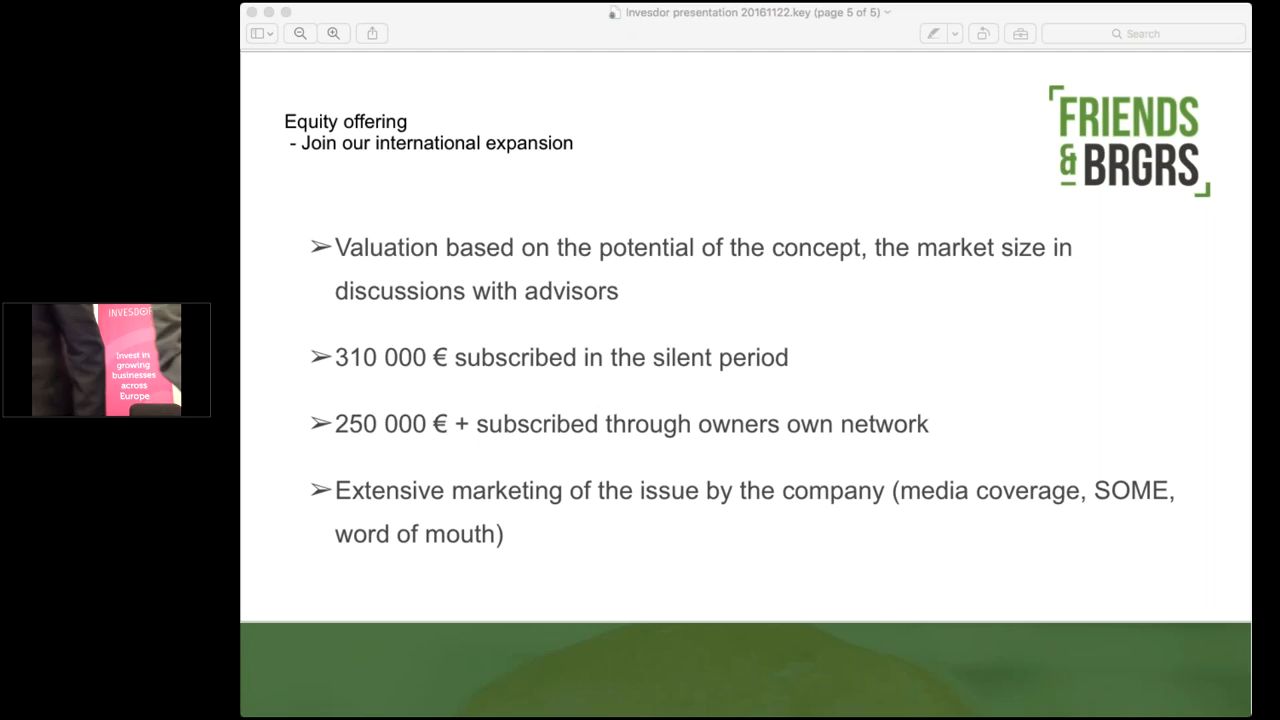 Invesdor presentation 20161122.key (page 5 of 5)
Search
Equity offering
- Join our international expansion
FRIENDS
& BRGRS
➢Valuation based on the potential of the concept, the market size in
discussions with advisors
➢310 000 € subscribed in the silent period
➢250 000 € + subscribed through owners own network
➢Extensive marketing of the issue by the company (media coverage, SOME,
word of mouth)
INVESDOR
Invest in
growing
businesses
across
Europe